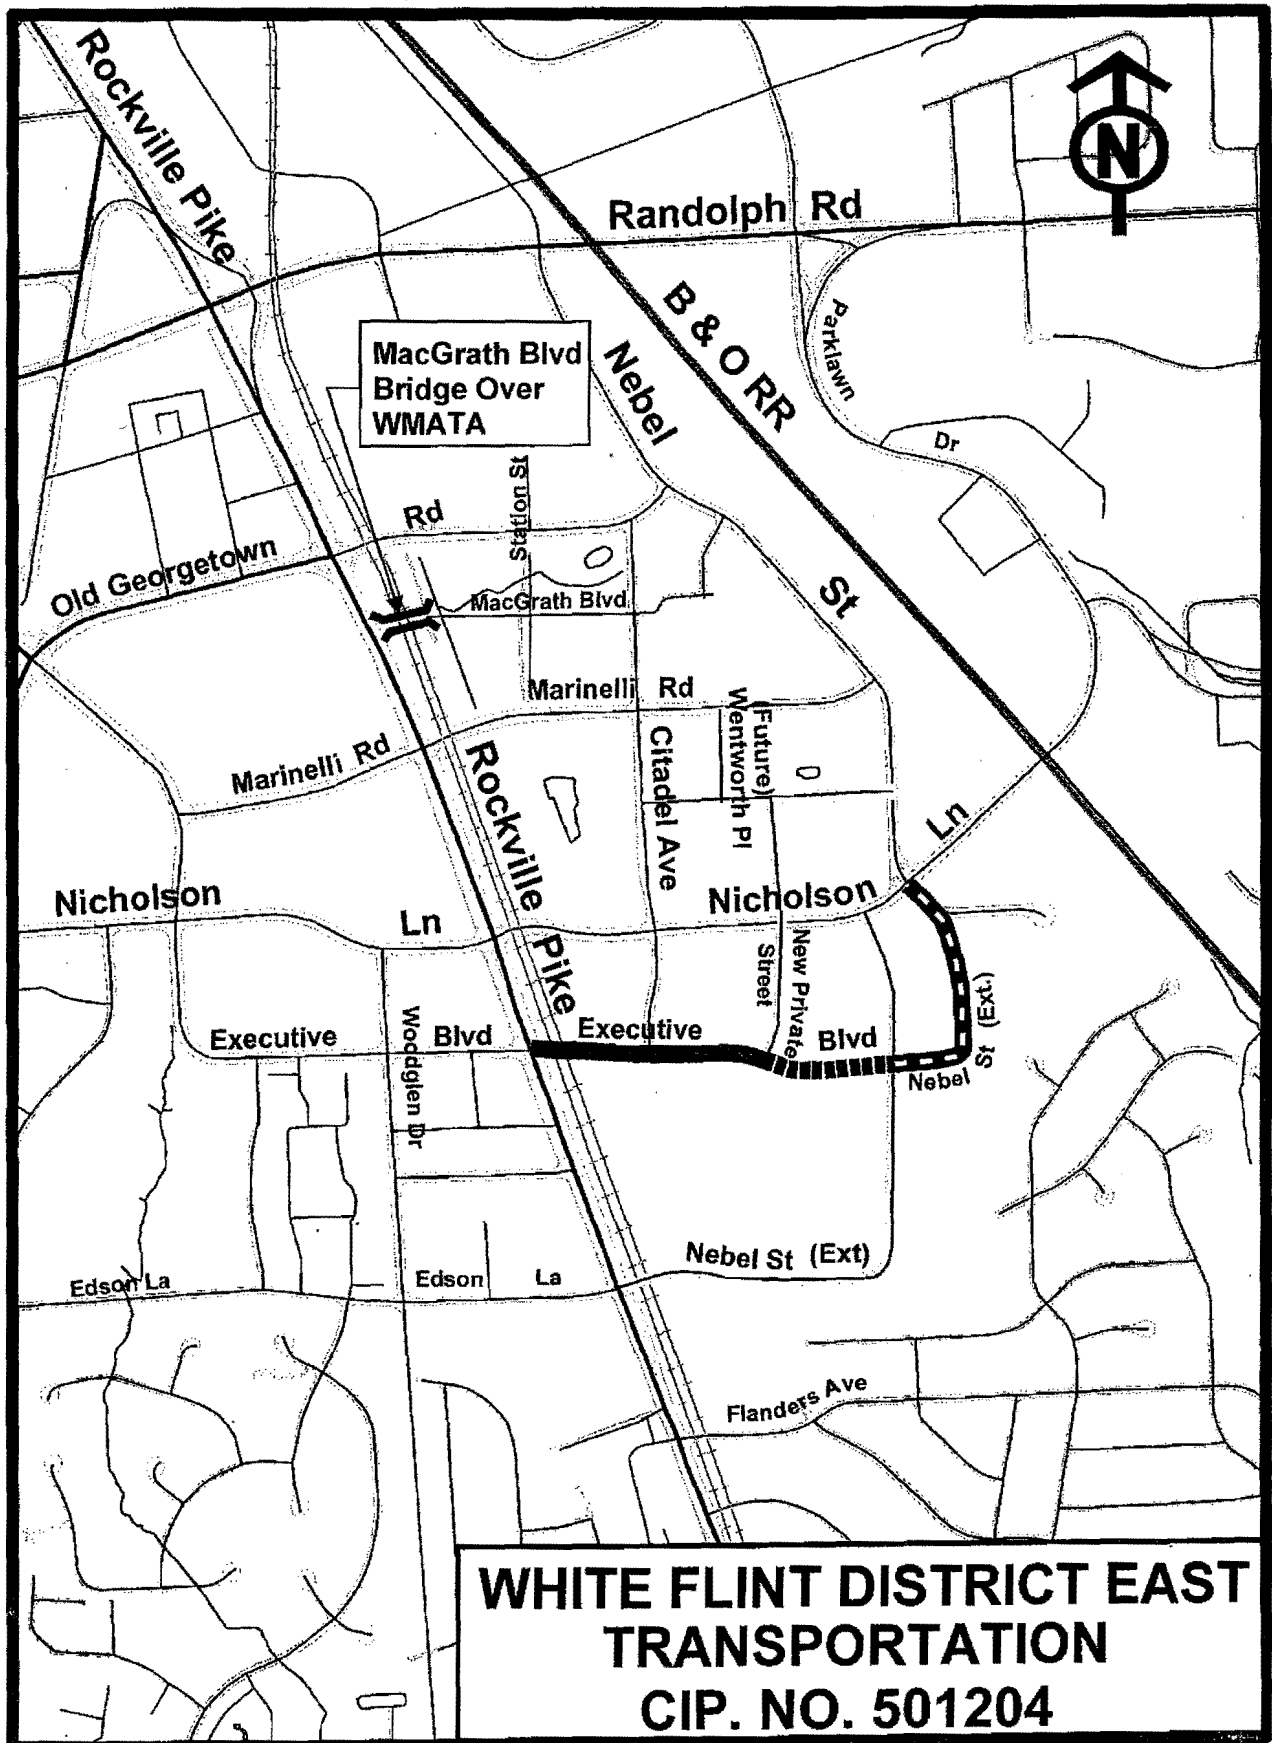 Rockville Pike
N
Randolph Rd
B & O RR
Parklawn
Dr
MacGrath Blvd
Bridge Over
WMATA
Nebel
St
Station St
Old Georgetown
Rd
MacGrath Blvd
Marinelli Rd
Marinelli Rd
(Future)
Wentworth Pl
Citadel Ave
Rockville Pike
Nicholson
Ln
Nicholson
Ln
New Private
Street
Executive
Blvd
Executive
Blvd
Woodglen Dr
Nebel
St (Ext.)
Nebel St (Ext)
Edson La
Edson La
Flanders Ave
WHITE FLINT DISTRICT EAST
TRANSPORTATION
CIP. NO. 501204